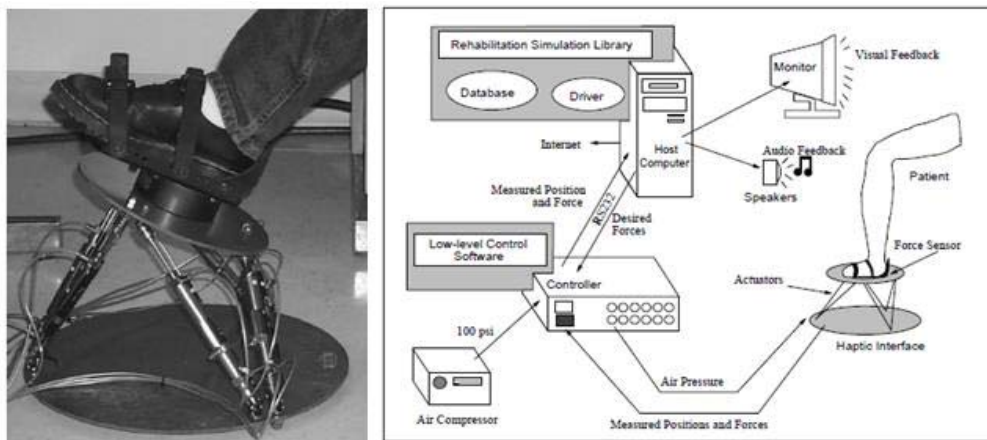 Rehabilitation Simulation Library
Database
Driver
Monitor
Visual Feedback
Internet
Host
Computer
Audio Feedback
Speakers
Patient
Measured Position
and Force
RS232
Desired
Forces
Low-level Control
Software
Controller
Force Sensor
Actuators
100 psi
Haptic Interface
Air Pressure
Air Compressor
Measured Positions and Forces